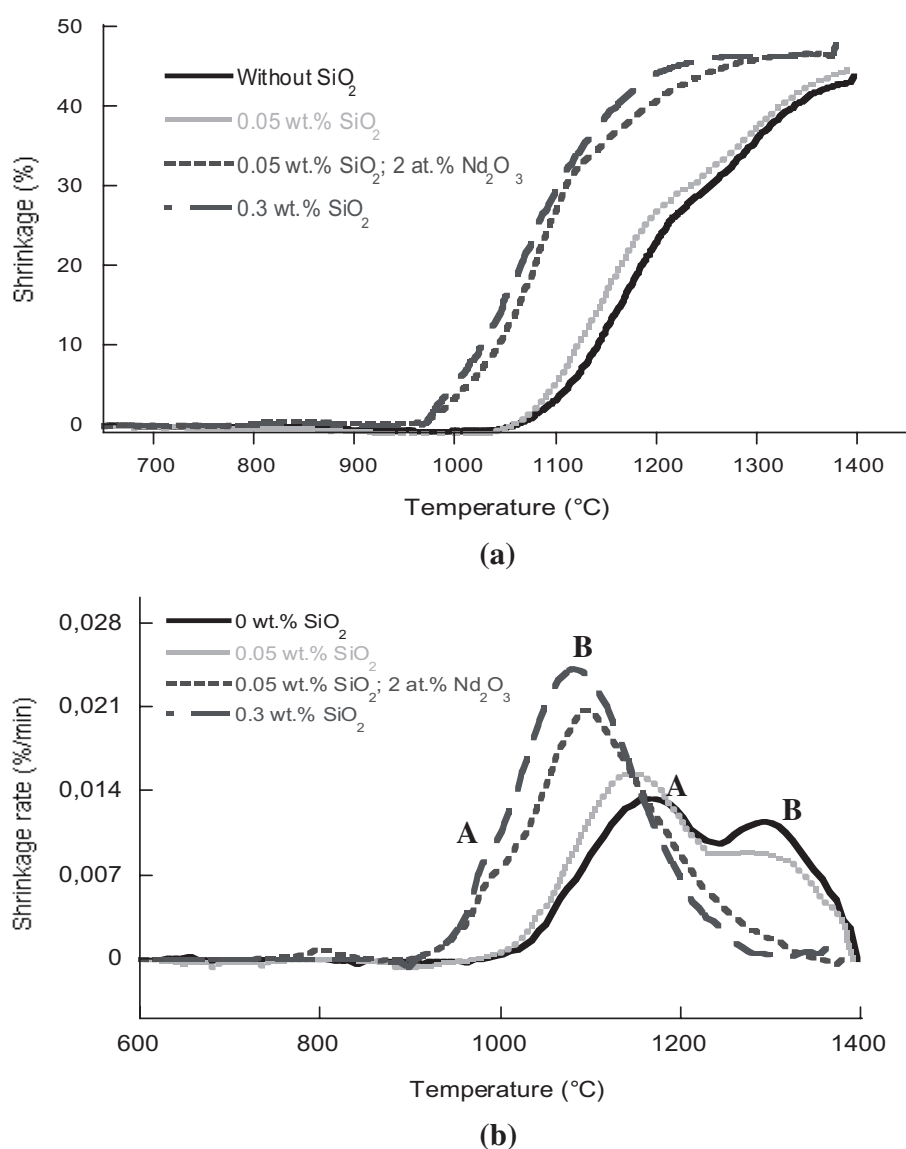 50
40
30
20
10
0
Shrinkage (%)
Without SiO₂
0.05 wt.% SiO₂
0.05 wt.% SiO₂; 2 at.% Nd₂O₃
0.3 wt.% SiO₂
700 800 900 1000 1100 1200 1300 1400
Temperature (°C)
(a)
0,028
0,021
0,014
0,007
0
Shrinkage rate (%/min)
0 wt.% SiO₂
0.05 wt.% SiO₂
0.05 wt.% SiO₂; 2 at.% Nd₂O₃
0.3 wt.% SiO₂
B
A
A
B
600 800 1000 1200 1400
Temperature (°C)
(b)